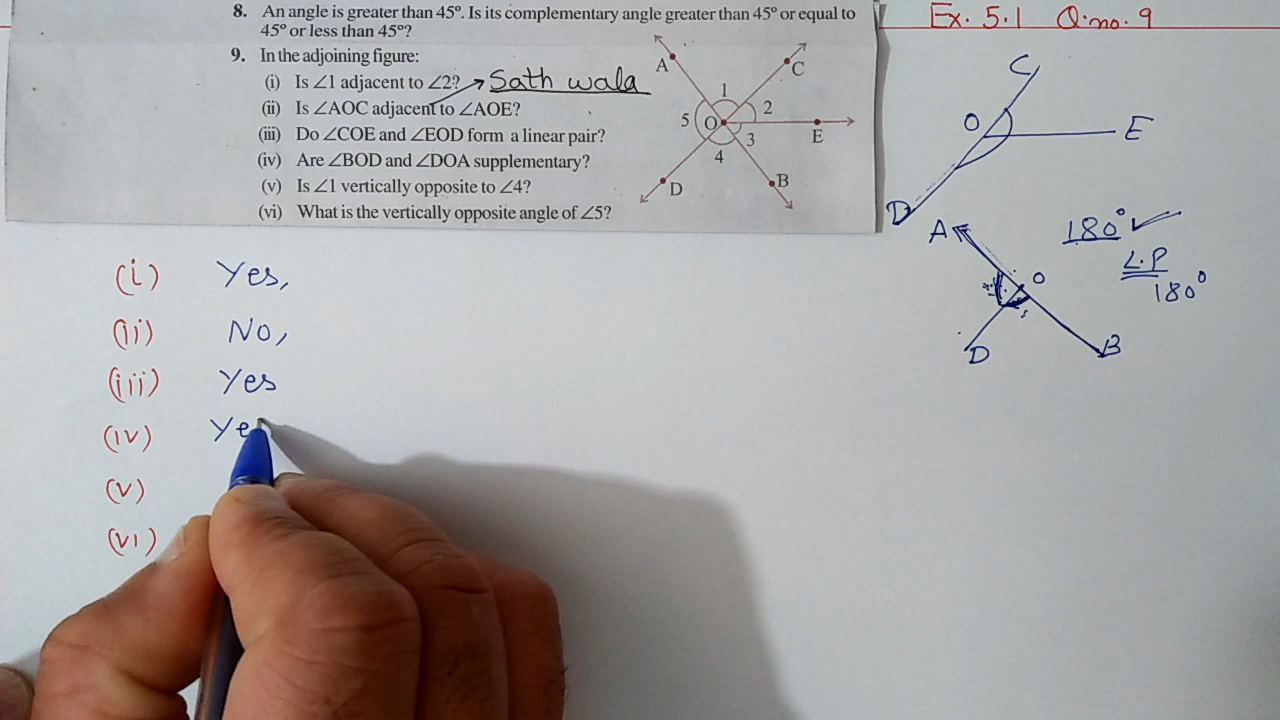 8. An angle is greater than 45°. Is its complementary angle greater than 45° or equal to
45° or less than 45°?
9. In the adjoining figure:
(i) Is ∠1 adjacent to ∠2? Sath wala
(ii) Is ∠AOC adjacent to ∠AOE?
(iii) Do ∠COE and ∠EOD form a linear pair?
(iv) Are ∠BOD and ∠DOA supplementary?
(v) Is ∠1 vertically opposite to ∠4?
(vi) What is the vertically opposite angle of ∠5?
A C
1 2
5 O E
3
4
D B
Ex. 5.1 Q.no. 9
C
O E
D
A 180°
O L.P
180°
D B
(i) Yes,
(ii) No,
(iii) Yes
(iv) Ye
(v)
(vi)